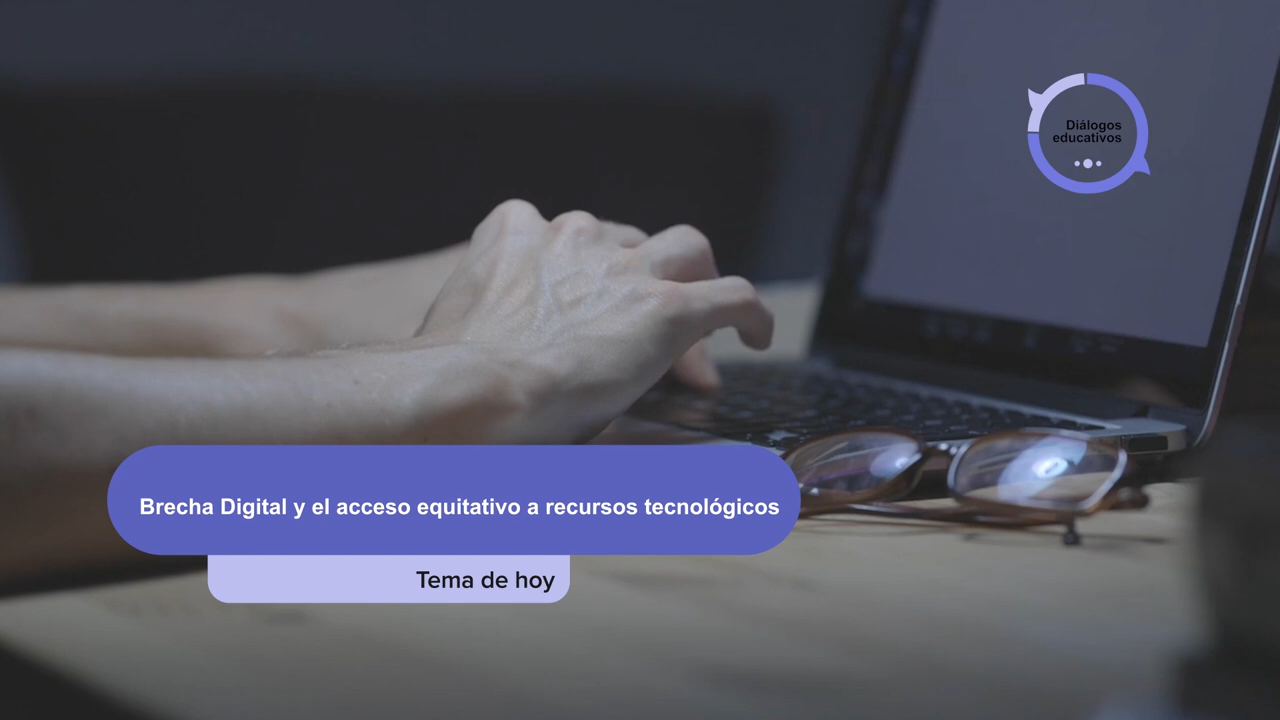 Diálogos
educativos
Brecha Digital y el acceso equitativo a recursos tecnológicos
Tema de hoy